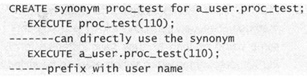 CREATE synonym proc_test for a_user.proc_test;
EXECUTE proc_test(110);
-------can directly use the synonym
EXECUTE a_user.proc_test(110);
------prefix with user name